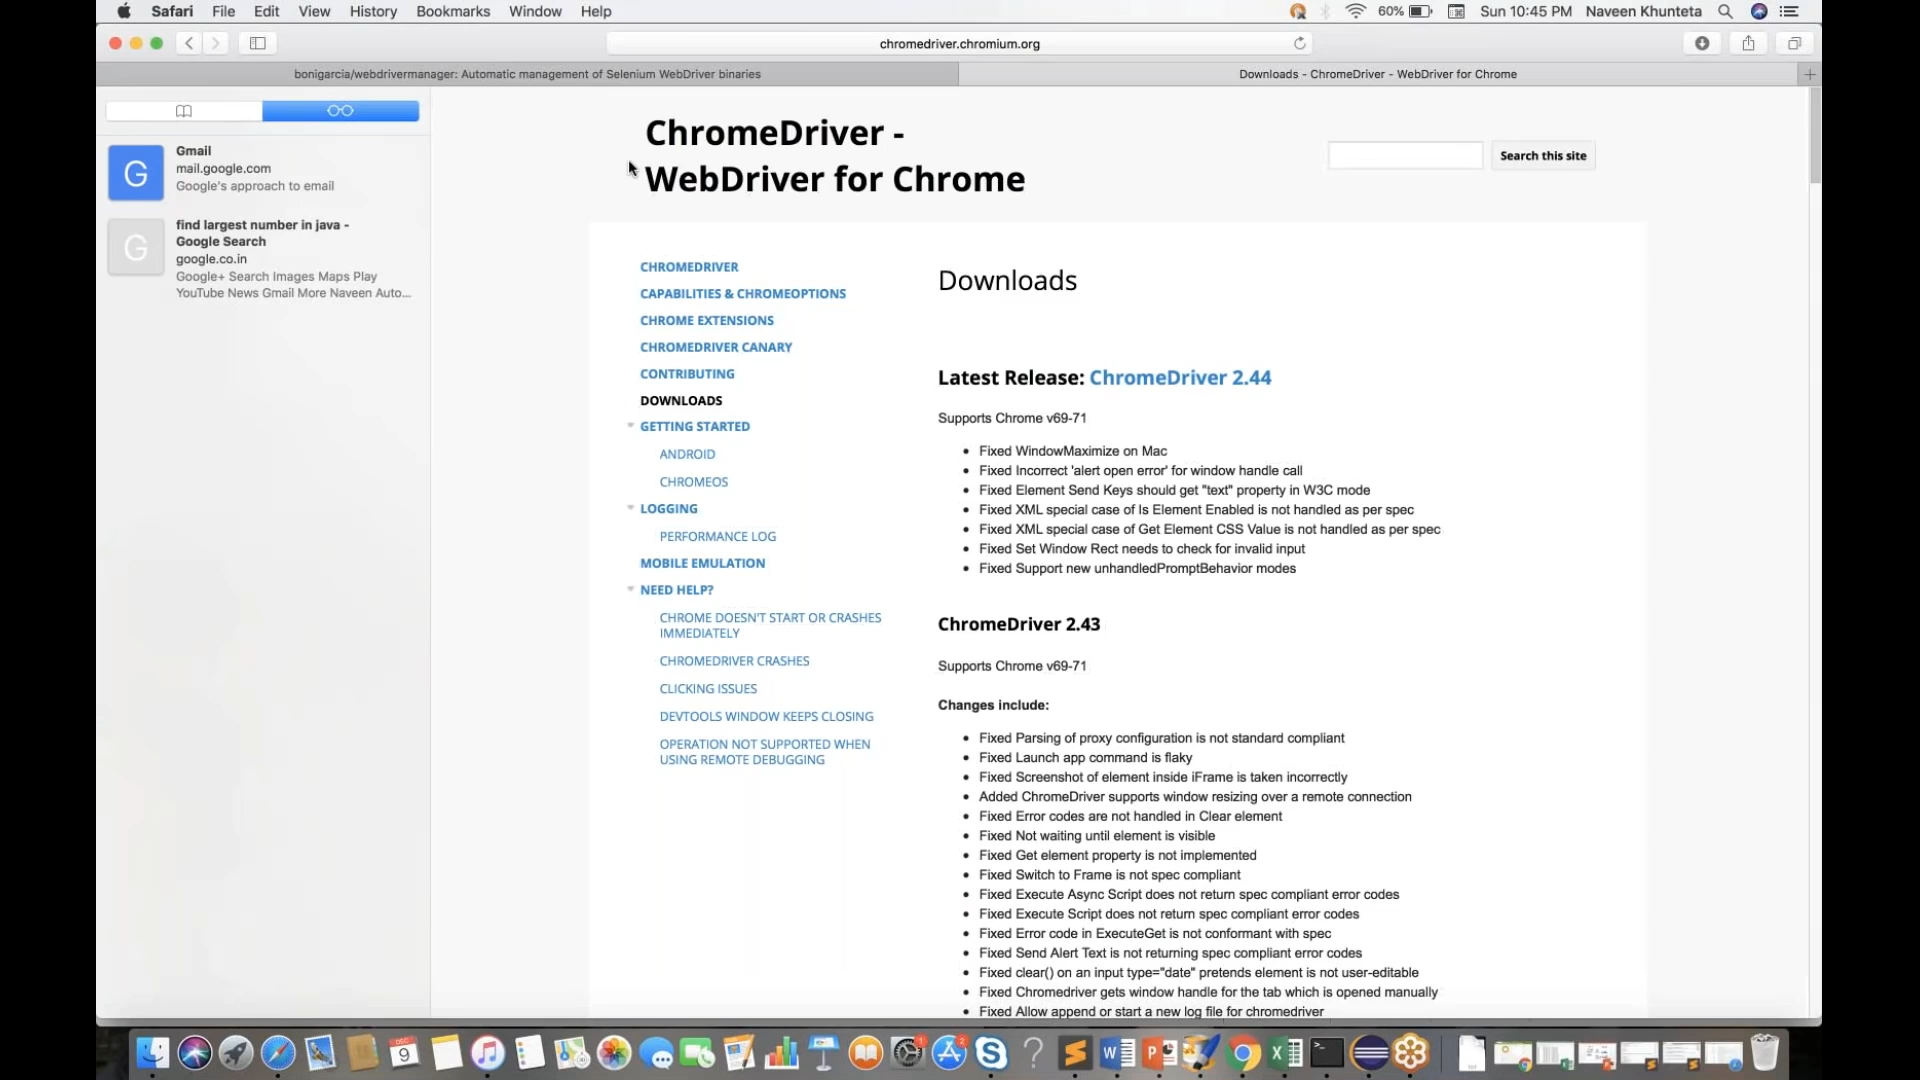 Safari File Edit View History Bookmarks Window Help 60% Sun 10:45 PM Naveen Khunteta
chromedriver.chromium.org
bonigarcia/webdrivermanager: Automatic management of Selenium WebDriver binaries
Downloads - ChromeDriver - WebDriver for Chrome
G
Gmail
mail.google.com
Google's approach to email
G
find largest number in java -
Google Search
google.co.in
Google+ Search Images Maps Play
YouTube News Gmail More Naveen Auto...
ChromeDriver -
WebDriver for Chrome
Search this site
CHROMEDRIVER
CAPABILITIES & CHROMEOPTIONS
CHROME EXTENSIONS
CHROMEDRIVER CANARY
CONTRIBUTING
DOWNLOADS
GETTING STARTED
ANDROID
CHROMEOS
LOGGING
PERFORMANCE LOG
MOBILE EMULATION
NEED HELP?
CHROME DOESN'T START OR CRASHES
IMMEDIATELY
CHROMEDRIVER CRASHES
CLICKING ISSUES
DEVTOOLS WINDOW KEEPS CLOSING
OPERATION NOT SUPPORTED WHEN
USING REMOTE DEBUGGING
Downloads
Latest Release: ChromeDriver 2.44
Supports Chrome v69-71
Fixed WindowMaximize on Mac
Fixed Incorrect 'alert open error' for window handle call
Fixed Element Send Keys should get "text" property in W3C mode
Fixed XML special case of Is Element Enabled is not handled as per spec
Fixed XML special case of Get Element CSS Value is not handled as per spec
Fixed Set Window Rect needs to check for invalid input
Fixed Support new unhandledPromptBehavior modes
ChromeDriver 2.43
Supports Chrome v69-71
Changes include:
Fixed Parsing of proxy configuration is not standard compliant
Fixed Launch app command is flaky
Fixed Screenshot of element inside iFrame is taken incorrectly
Added ChromeDriver supports window resizing over a remote connection
Fixed Error codes are not handled in Clear element
Fixed Not waiting until element is visible
Fixed Get element property is not implemented
Fixed Switch to Frame is not spec compliant
Fixed Execute Async Script does not return spec compliant error codes
Fixed Execute Script does not return spec compliant error codes
Fixed Error code in ExecuteGet is not conformant with spec
Fixed Send Alert Text is not returning spec compliant error codes
Fixed clear() on an input type="date" pretends element is not user-editable
Fixed Chromedriver gets window handle for the tab which is opened manually
Fixed Allow append or start a new log file for chromedriver